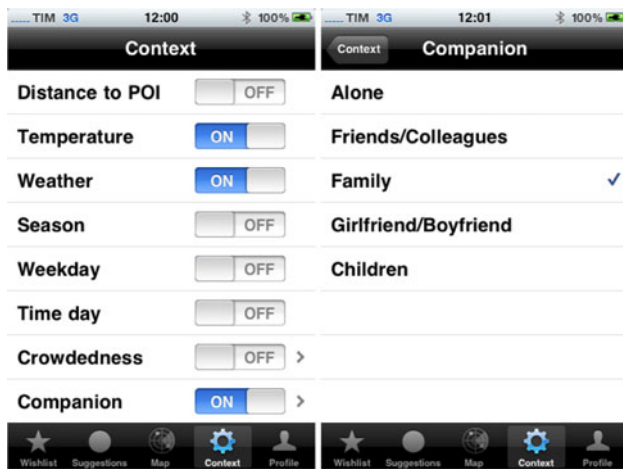 TIM 3G 12:00 100%
Context
Distance to POI OFF
Temperature ON
Weather ON
Season OFF
Weekday OFF
Time day OFF
Crowdedness OFF
Companion ON
Wishlist Suggestions Map Context Profile
TIM 3G 12:01 100%
Context Companion
Alone
Friends/Colleagues
Family
Girlfriend/Boyfriend
Children
Wishlist Suggestions Map Context Profile